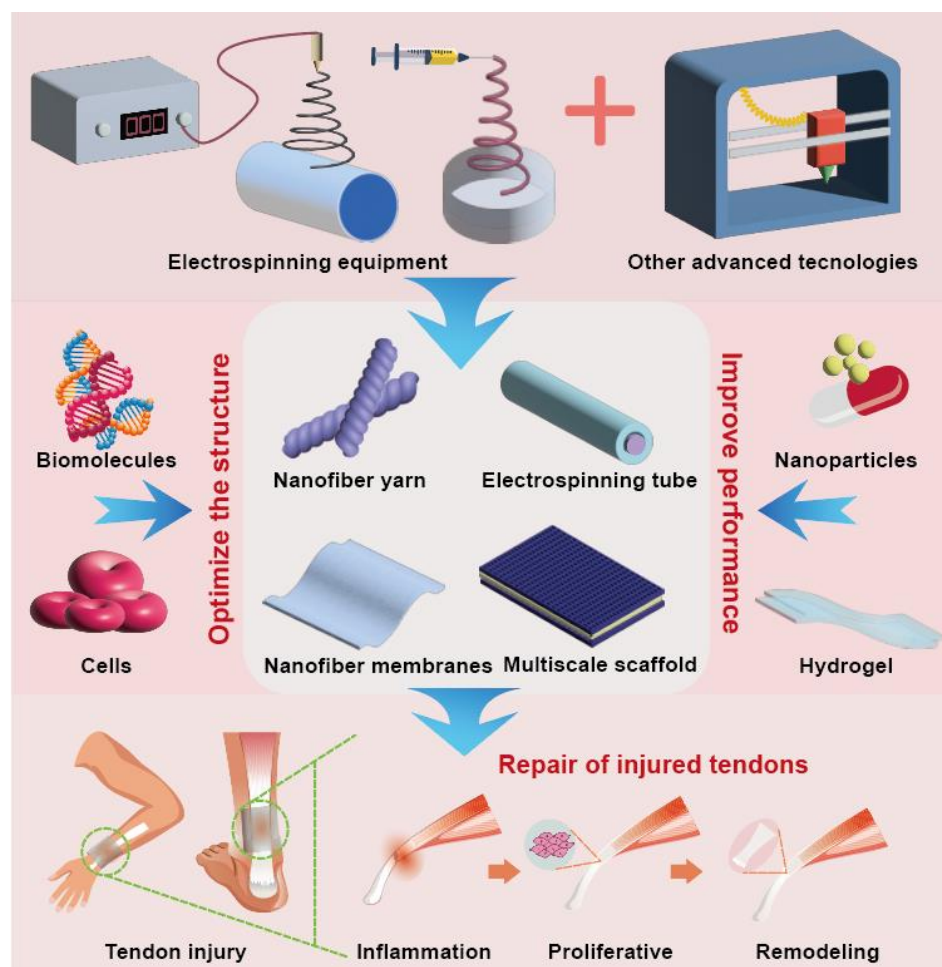 000
Electrospinning equipment
Other advanced tecnologies
Biomolecules
Optimize the structure
Nanofiber yarn
Electrospinning tube
Improve performance
Nanoparticles
Cells
Nanofiber membranes
Multiscale scaffold
Hydrogel
Repair of injured tendons
Tendon injury
Inflammation
Proliferative
Remodeling